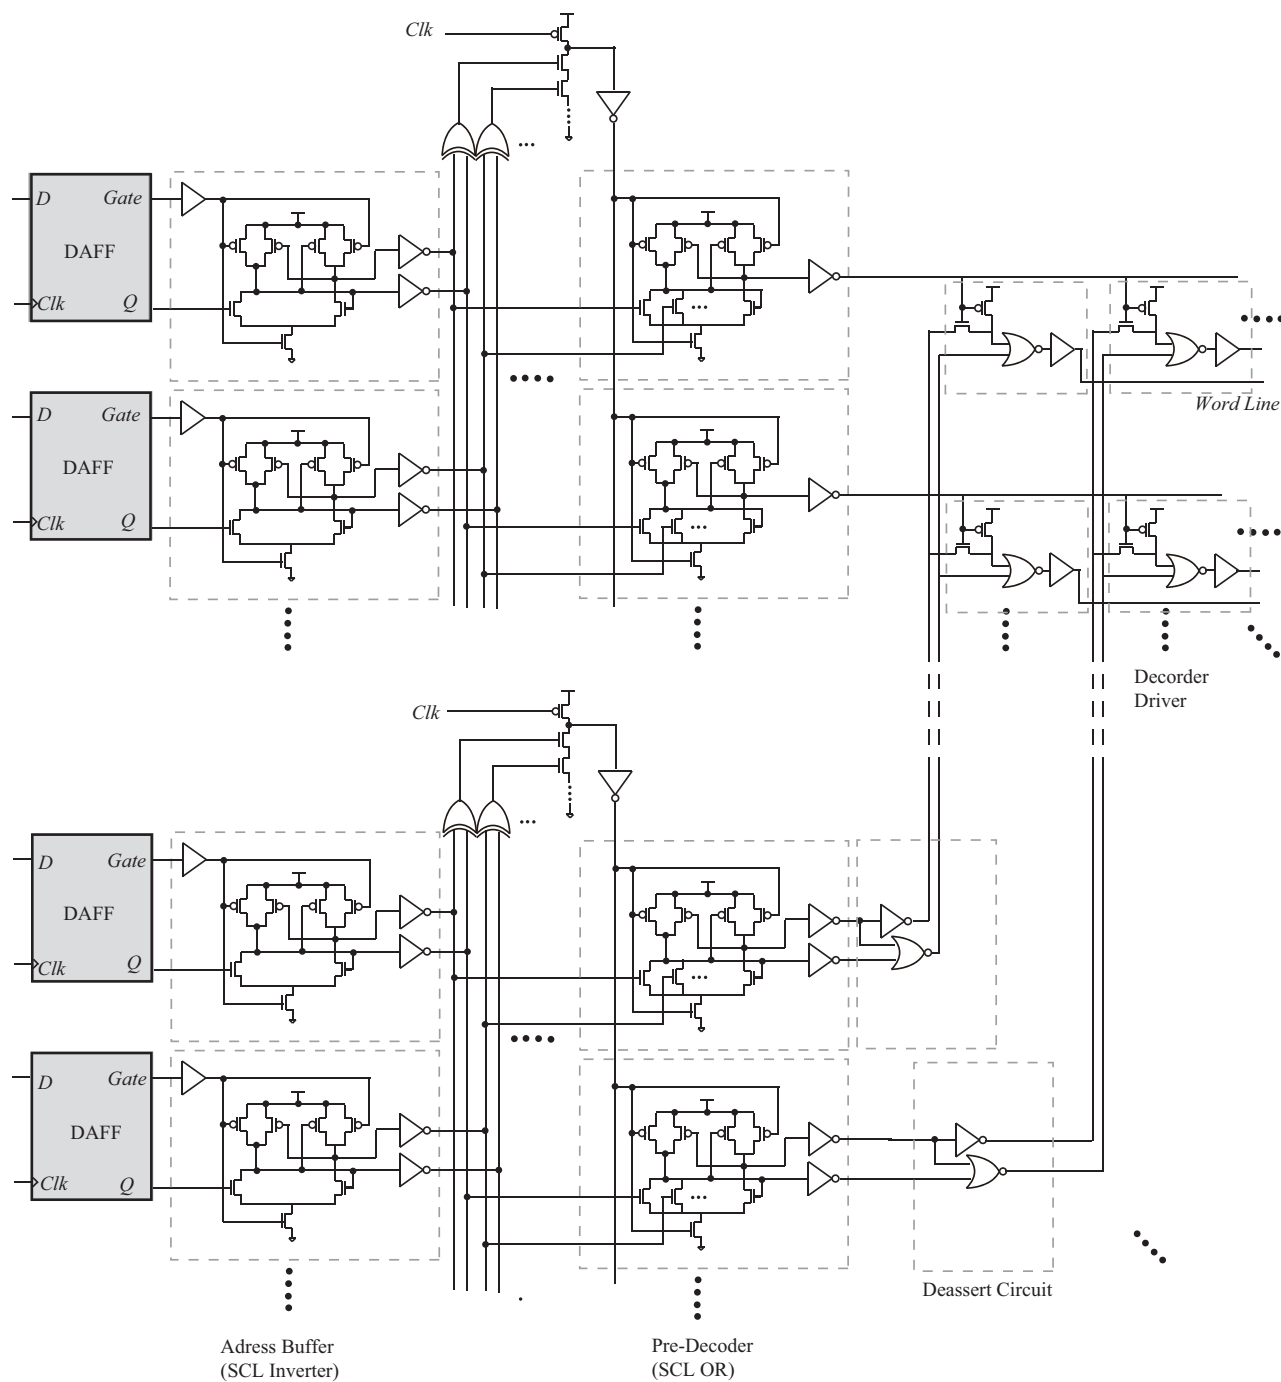 Clk
D Gate
DAFF
Clk Q
D Gate
DAFF
Clk Q
Word Line
Decorder
Driver
Clk
D Gate
DAFF
Clk Q
D Gate
DAFF
Clk Q
Deassert Circuit
Adress Buffer
(SCL Inverter)
Pre-Decoder
(SCL OR)